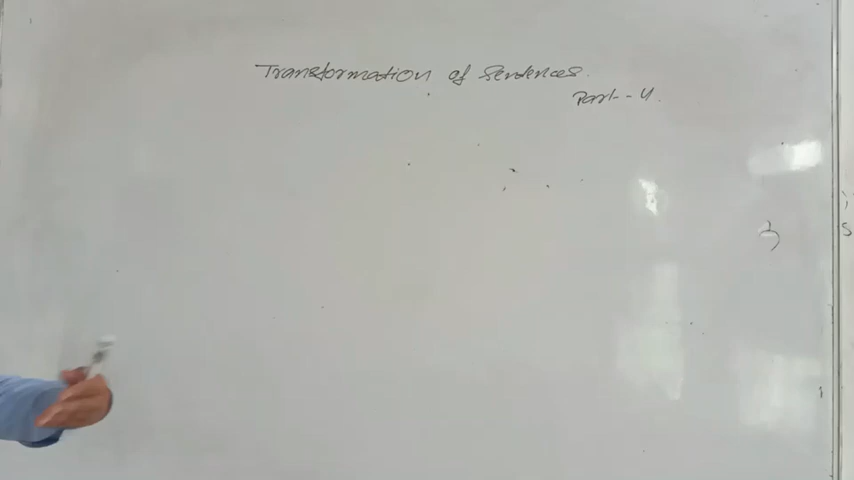 Transformation of Sentences.
Part-4.